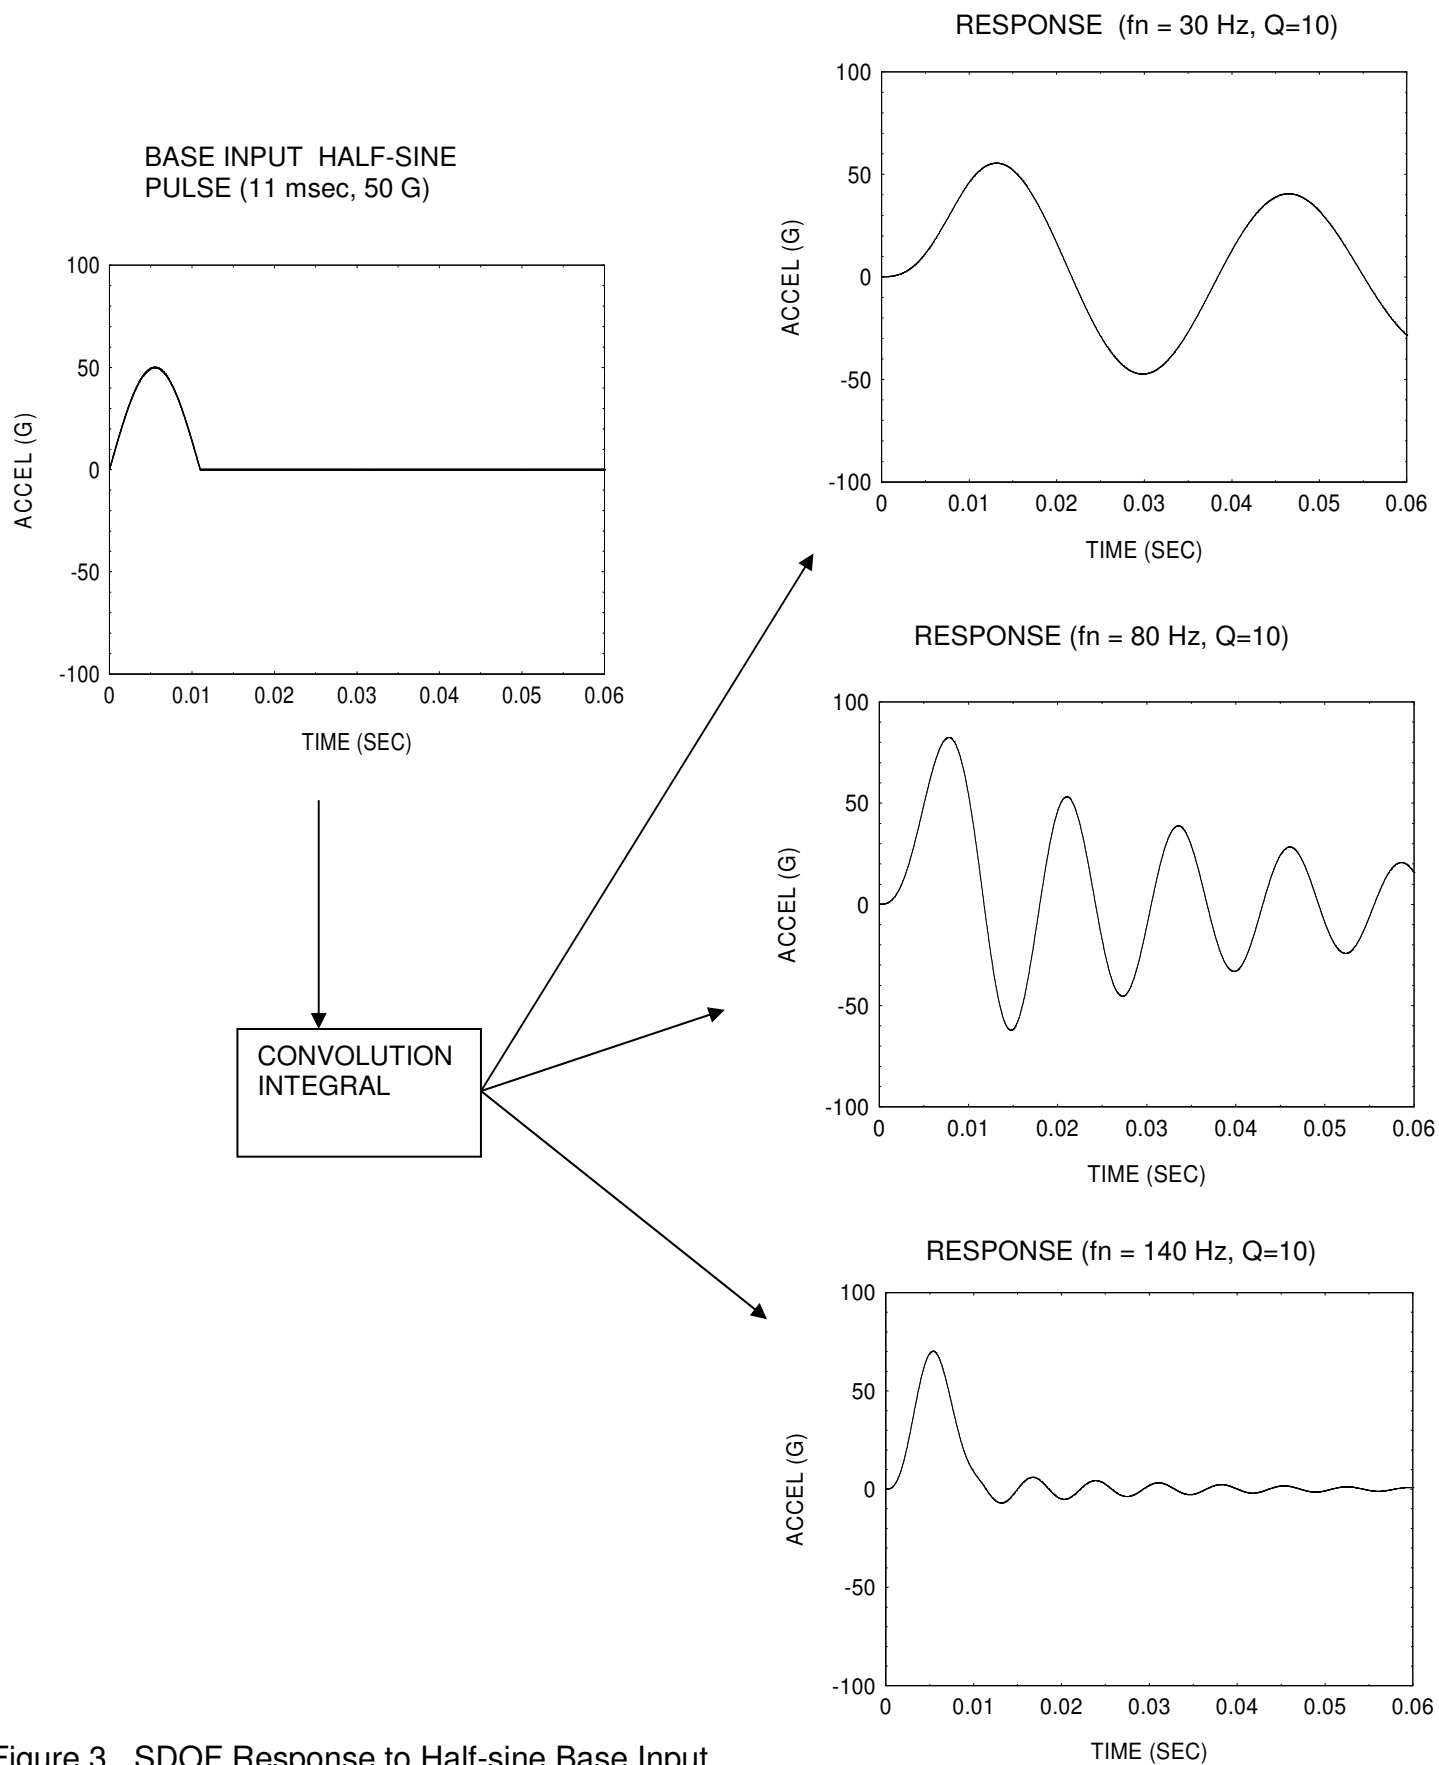 RESPONSE (fn = 30 Hz, Q=10)
100
50
0
-50
-100
0 0.01 0.02 0.03 0.04 0.05 0.06
ACCEL (G)
TIME (SEC)
BASE INPUT HALF-SINE
PULSE (11 msec, 50 G)
100
50
0
-50
-100
0 0.01 0.02 0.03 0.04 0.05 0.06
ACCEL (G)
TIME (SEC)
RESPONSE (fn = 80 Hz, Q=10)
100
50
0
-50
-100
0 0.01 0.02 0.03 0.04 0.05 0.06
ACCEL (G)
TIME (SEC)
CONVOLUTION
INTEGRAL
RESPONSE (fn = 140 Hz, Q=10)
100
50
0
-50
-100
0 0.01 0.02 0.03 0.04 0.05 0.06
ACCEL (G)
TIME (SEC)
Figure 3. SDOF Response to Half-sine Base Input